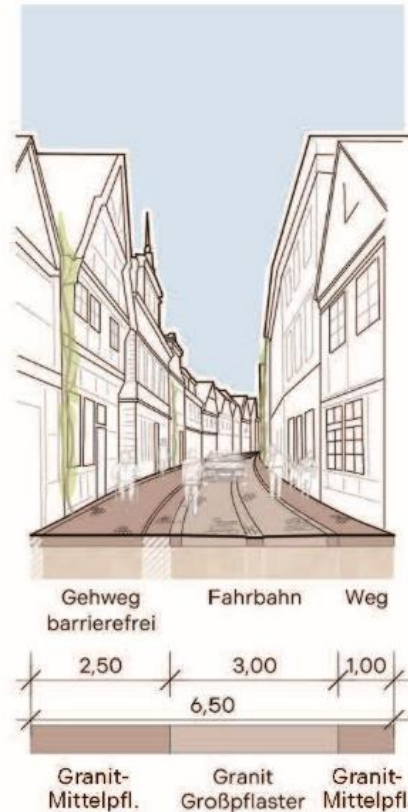 Gehweg
barrierefrei
Fahrbahn
Weg
2,50
3,00
1,00
6,50
Granit-
Mittelpfl.
Granit
Großpflaster
Granit-
Mittelpfl